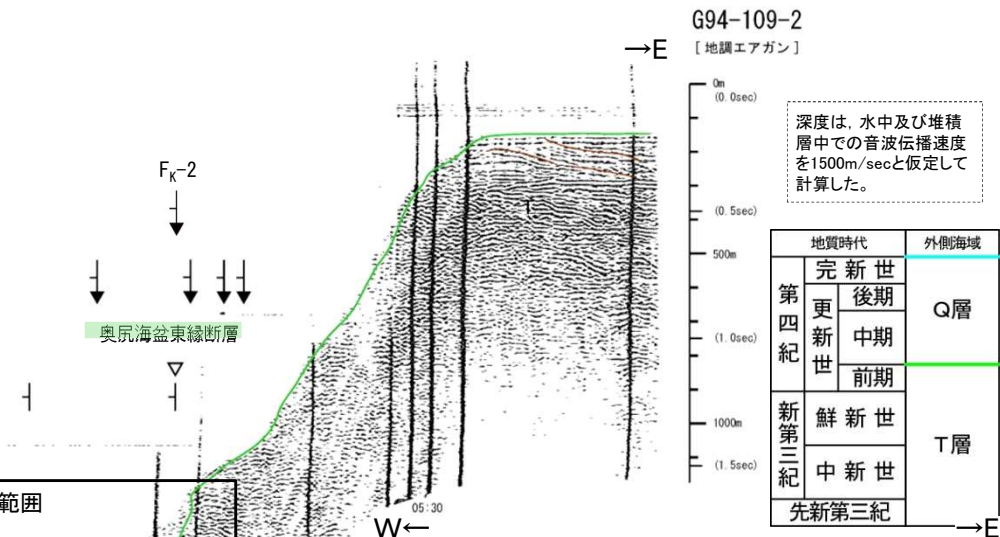 G94-109-2
→E
[ 地調エアガン ]
0m
(0.0sec)
深度は，水中及び堆積
層中での音波伝播速度
を1500m/secと仮定して
計算した。
FK-2
(0.5sec)
500m
地質時代
外側海域
第四紀
完新世
更新世
後期
中期
前期
Q層
奥尻海盆東縁断層
T
(1.0sec)
1000m
(1.5sec)
新第三紀
鮮新世
中新世
T層
先新第三紀
範囲
05:30
W←
→E